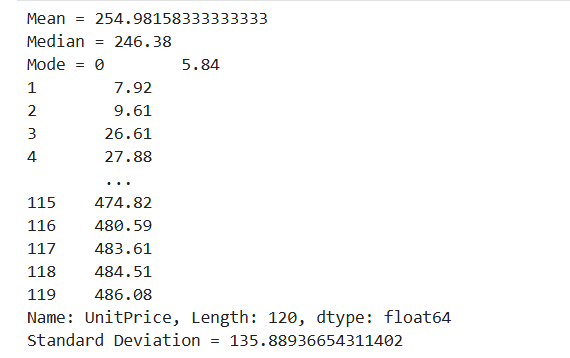 Mean = 254.98158333333333
Median = 246.38
Mode = 0        5.84
1        7.92
2        9.61
3       26.61
4       27.88
        ...
115    474.82
116    480.59
117    483.61
118    484.51
119    486.08
Name: UnitPrice, Length: 120, dtype: float64
Standard Deviation = 135.88936654311402